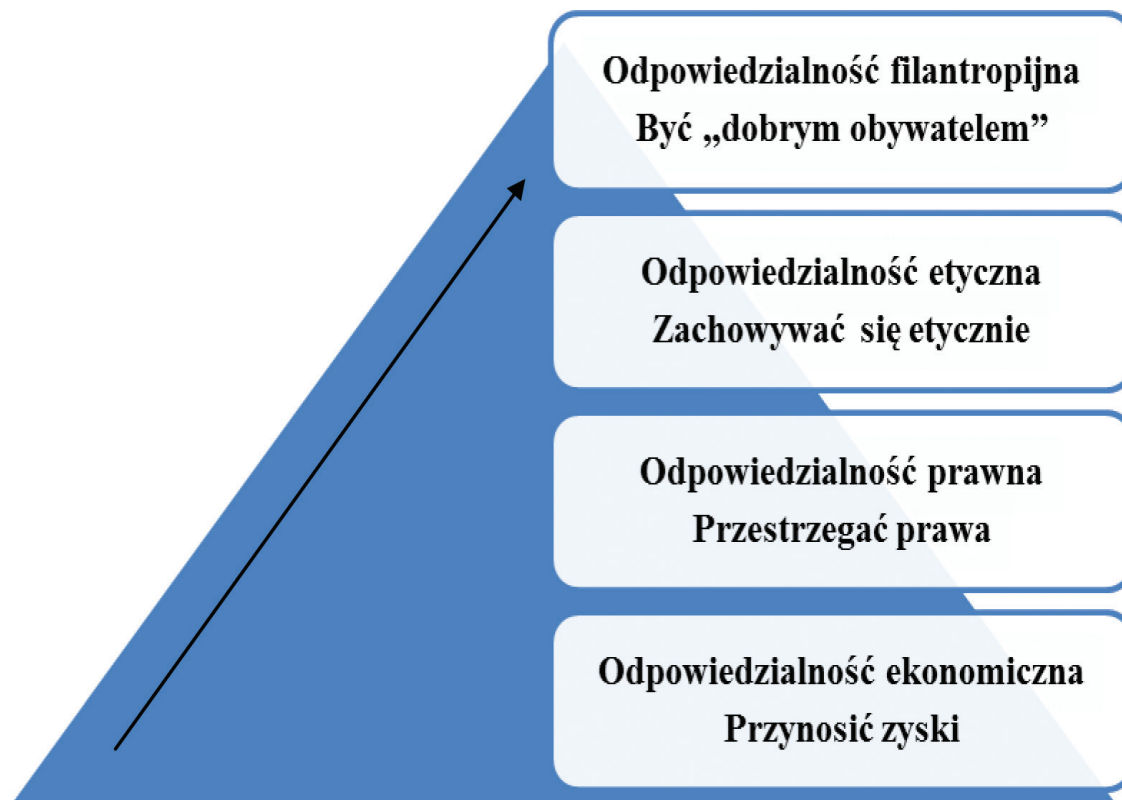 Odpowiedzialność filantropijna
Być „dobrym obywatelem”
Odpowiedzialność etyczna
Zachowywać się etycznie
Odpowiedzialność prawna
Przestrzegać prawa
Odpowiedzialność ekonomiczna
Przynosić zyski